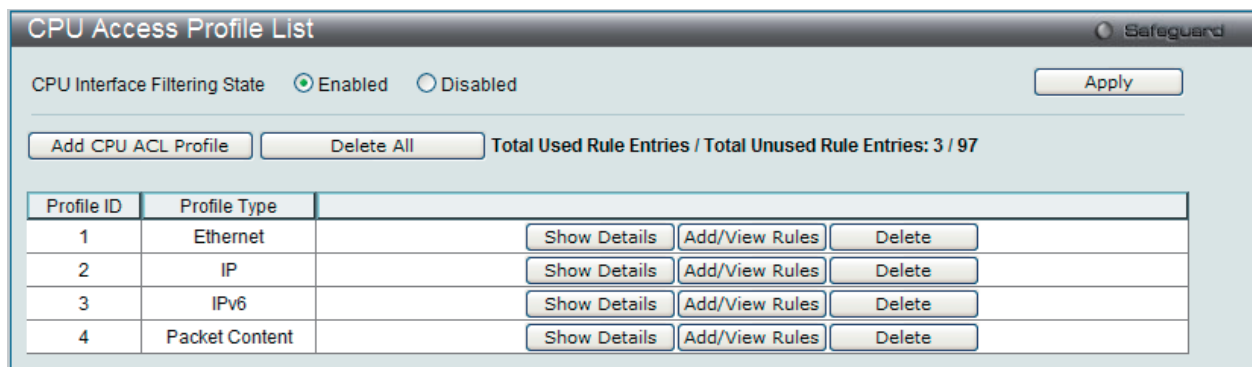 CPU Access Profile List Safeguard
CPU Interface Filtering State Enabled Disabled Apply
Add CPU ACL Profile Delete All Total Used Rule Entries / Total Unused Rule Entries: 3 / 97
Profile ID Profile Type
1 Ethernet Show Details Add/View Rules Delete
2 IP Show Details Add/View Rules Delete
3 IPv6 Show Details Add/View Rules Delete
4 Packet Content Show Details Add/View Rules Delete